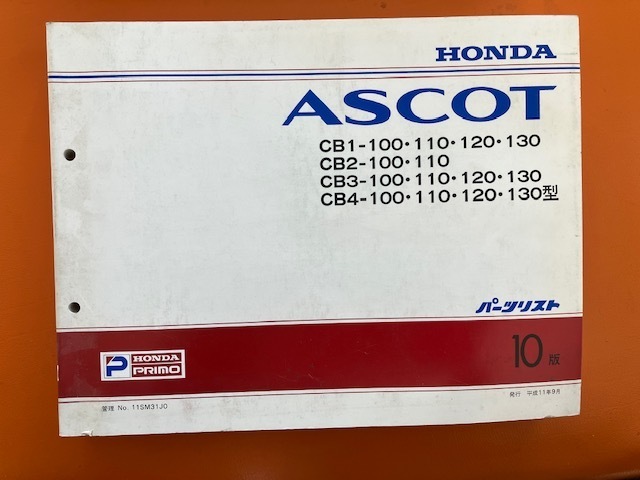 HONDA
ASCOT
CB1-100・110・120・130
CB2-100・110
CB3-100・110・120・130
CB4-100・110・120・130型
パーツリスト
10版
P HONDA
PRIMO
発行 平成11年9月
管理 No. 11SM31J0